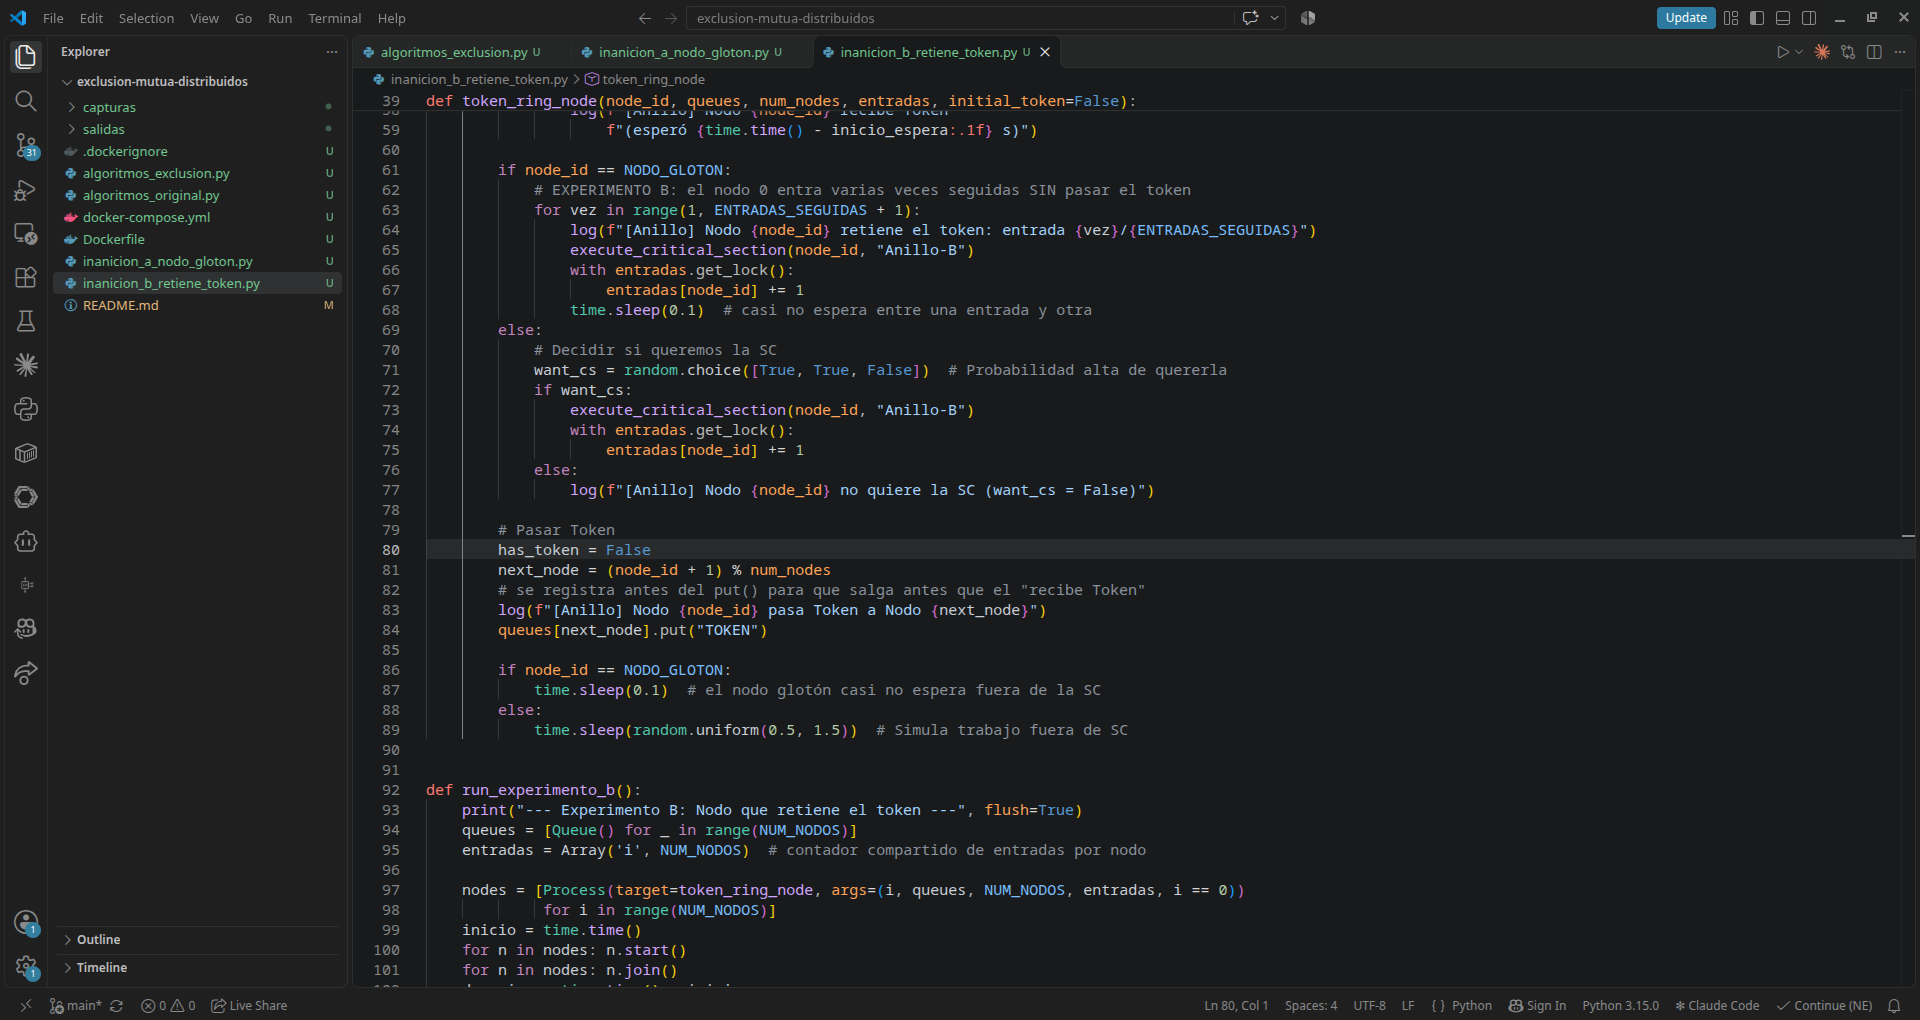 File Edit Selection View Go Run Terminal Help
exclusion-mutua-distribuidos
Update
Explorer
exclusion-mutua-distribuidos
capturas
salidas
.dockerignore U
algoritmos_exclusion.py U
algoritmos_original.py U
docker-compose.yml U
Dockerfile U
inanicion_a_nodo_gloton.py U
inanicion_b_retiene_token.py U
README.md M
Outline
Timeline
31
1
1
algoritmos_exclusion.py U
inanicion_a_nodo_gloton.py U
inanicion_b_retiene_token.py U
inanicion_b_retiene_token.py > token_ring_node
39 def token_ring_node(node_id, queues, num_nodes, entradas, initial_token=False):
59 f"(esperó {time.time() - inicio_espera:.1f} s)")
60
61 if node_id == NODO_GLOTON:
62 # EXPERIMENTO B: el nodo 0 entra varias veces seguidas SIN pasar el token
63 for vez in range(1, ENTRADAS_SEGUIDAS + 1):
64 log(f"[Anillo] Nodo {node_id} retiene el token: entrada {vez}/{ENTRADAS_SEGUIDAS}")
65 execute_critical_section(node_id, "Anillo-B")
66 with entradas.get_lock():
67 entradas[node_id] += 1
68 time.sleep(0.1)  # casi no espera entre una entrada y otra
69 else:
70 # Decidir si queremos la SC
71 want_cs = random.choice([True, True, False])  # Probabilidad alta de quererla
72 if want_cs:
73 execute_critical_section(node_id, "Anillo-B")
74 with entradas.get_lock():
75 entradas[node_id] += 1
76 else:
77 log(f"[Anillo] Nodo {node_id} no quiere la SC (want_cs = False)")
78
79 # Pasar Token
80 has_token = False
81 next_node = (node_id + 1) % num_nodes
82 # se registra antes del put() para que salga antes que el "recibe Token"
83 log(f"[Anillo] Nodo {node_id} pasa Token a Nodo {next_node}")
84 queues[next_node].put("TOKEN")
85
86 if node_id == NODO_GLOTON:
87 time.sleep(0.1)  # el nodo glotón casi no espera fuera de la SC
88 else:
89 time.sleep(random.uniform(0.5, 1.5))  # Simula trabajo fuera de SC
90
91
92 def run_experimento_b():
93 print("--- Experimento B: Nodo que retiene el token ---", flush=True)
94 queues = [Queue() for _ in range(NUM_NODOS)]
95 entradas = Array('i', NUM_NODOS)  # contador compartido de entradas por nodo
96
97 nodes = [Process(target=token_ring_node, args=(i, queues, NUM_NODOS, entradas, i == 0))
98 for i in range(NUM_NODOS)]
99 inicio = time.time()
100 for n in nodes: n.start()
101 for n in nodes: n.join()
main* 0 0 Live Share
Ln 80, Col 1 Spaces: 4 UTF-8 LF { } Python Sign In Python 3.15.0 Claude Code Continue (NE)